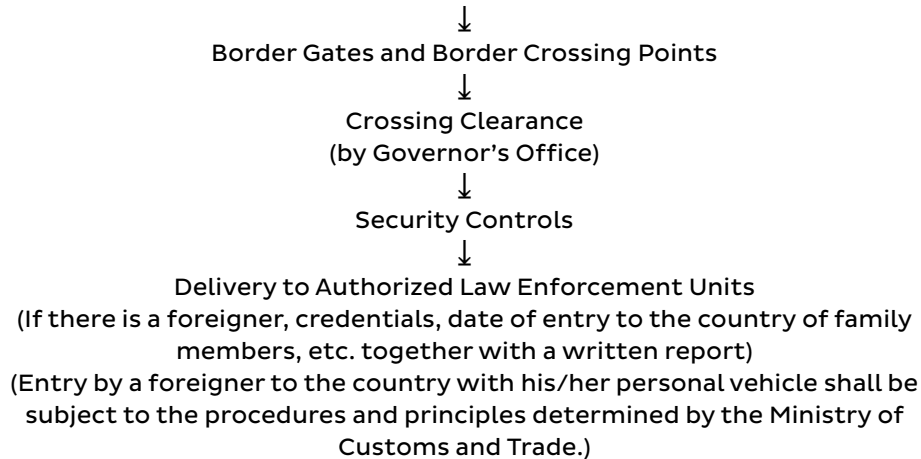 ↓
Border Gates and Border Crossing Points
↓
Crossing Clearance
(by Governor’s Office)
↓
Security Controls
↓
Delivery to Authorized Law Enforcement Units
(If there is a foreigner, credentials, date of entry to the country of family
members, etc. together with a written report)
(Entry by a foreigner to the country with his/her personal vehicle shall be
subject to the procedures and principles determined by the Ministry of
Customs and Trade.)